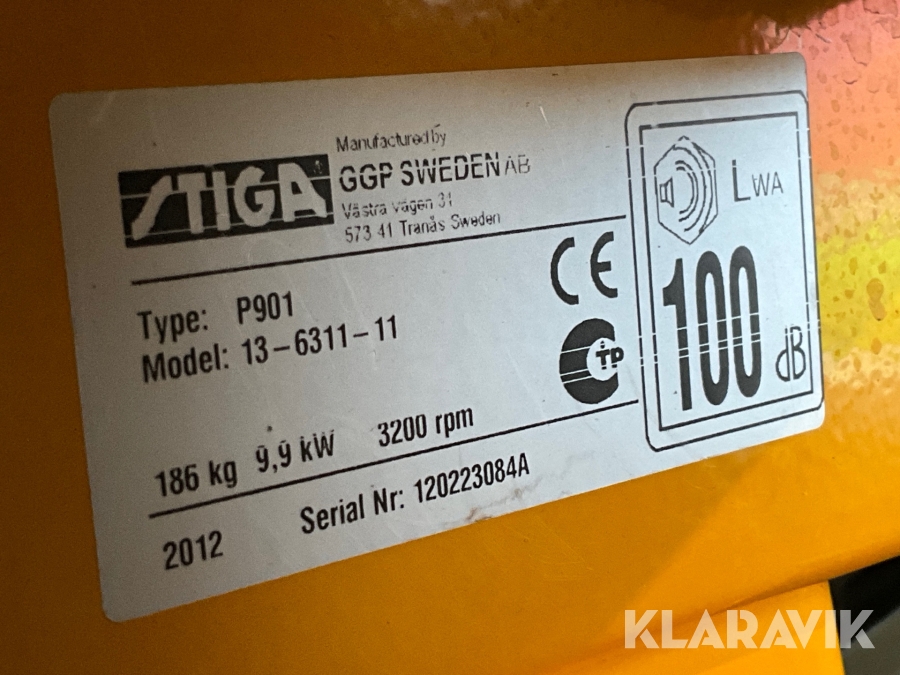 STIGA
Manufactured by
GGP SWEDEN AB
Västra vägen 31
573 41 Tranås Sweden
Type: P901
Model: 13-6311-11
CE
TP
186 kg 9,9 kW 3200 rpm
2012 Serial Nr: 120223084A
LWA
100
dB
KLARAVIK